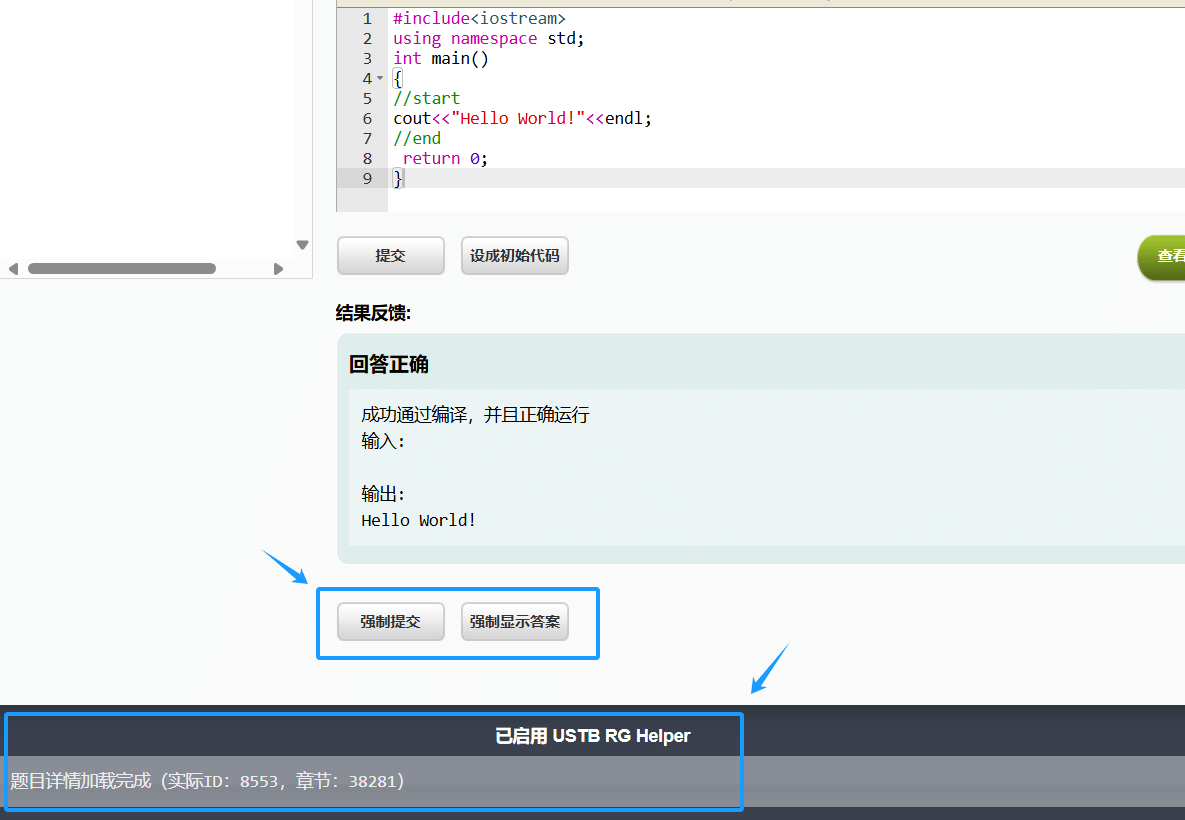 1 #include<iostream>
2 using namespace std;
3 int main()
4 {
5 //start
6 cout<<"Hello World!"<<endl;
7 //end
8 return 0;
9 }
提交 设成初始代码 查看
结果反馈:
回答正确
成功通过编译，并且正确运行
输入:
输出:
Hello World!
强制提交 强制显示答案
已启用 USTB RG Helper
题目详情加载完成（实际ID: 8553, 章节: 38281）